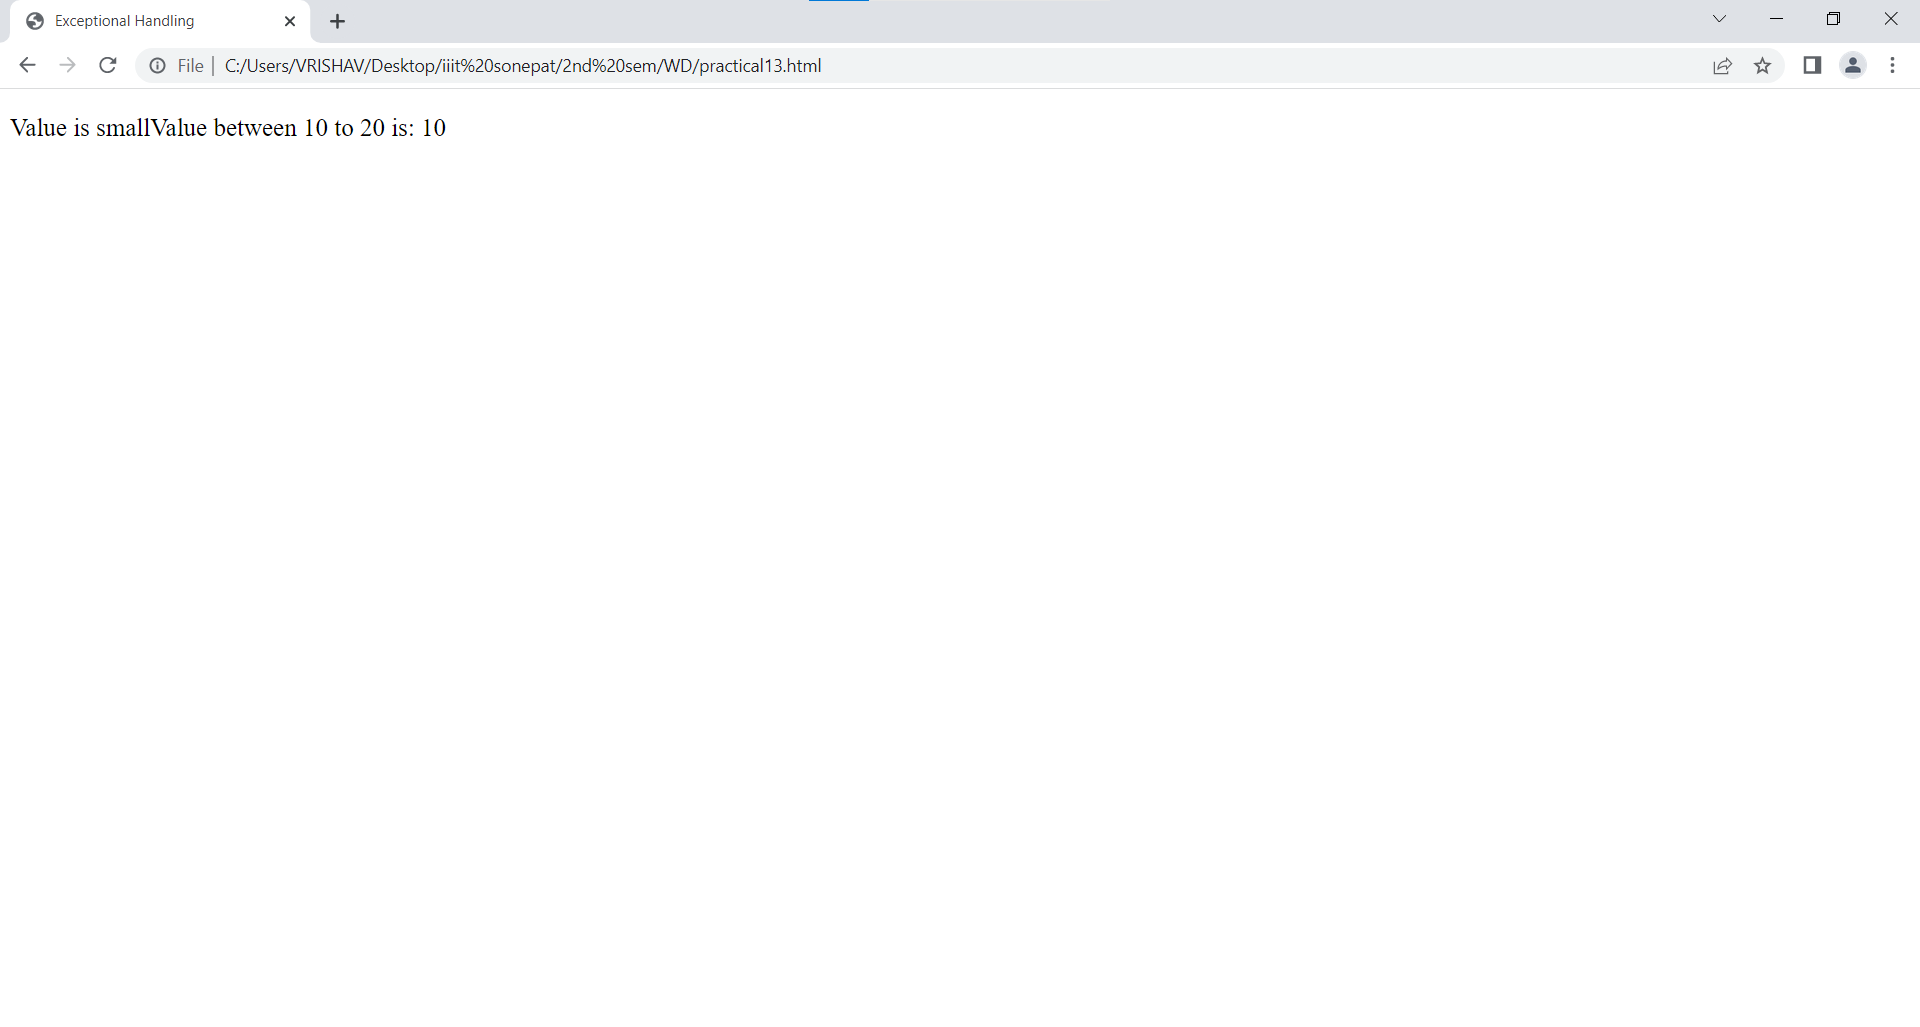 Exceptional Handling
File | C:/Users/VRISHAV/Desktop/iiit%20sonepat/2nd%20sem/WD/practical13.html
Value is smallValue between 10 to 20 is: 10